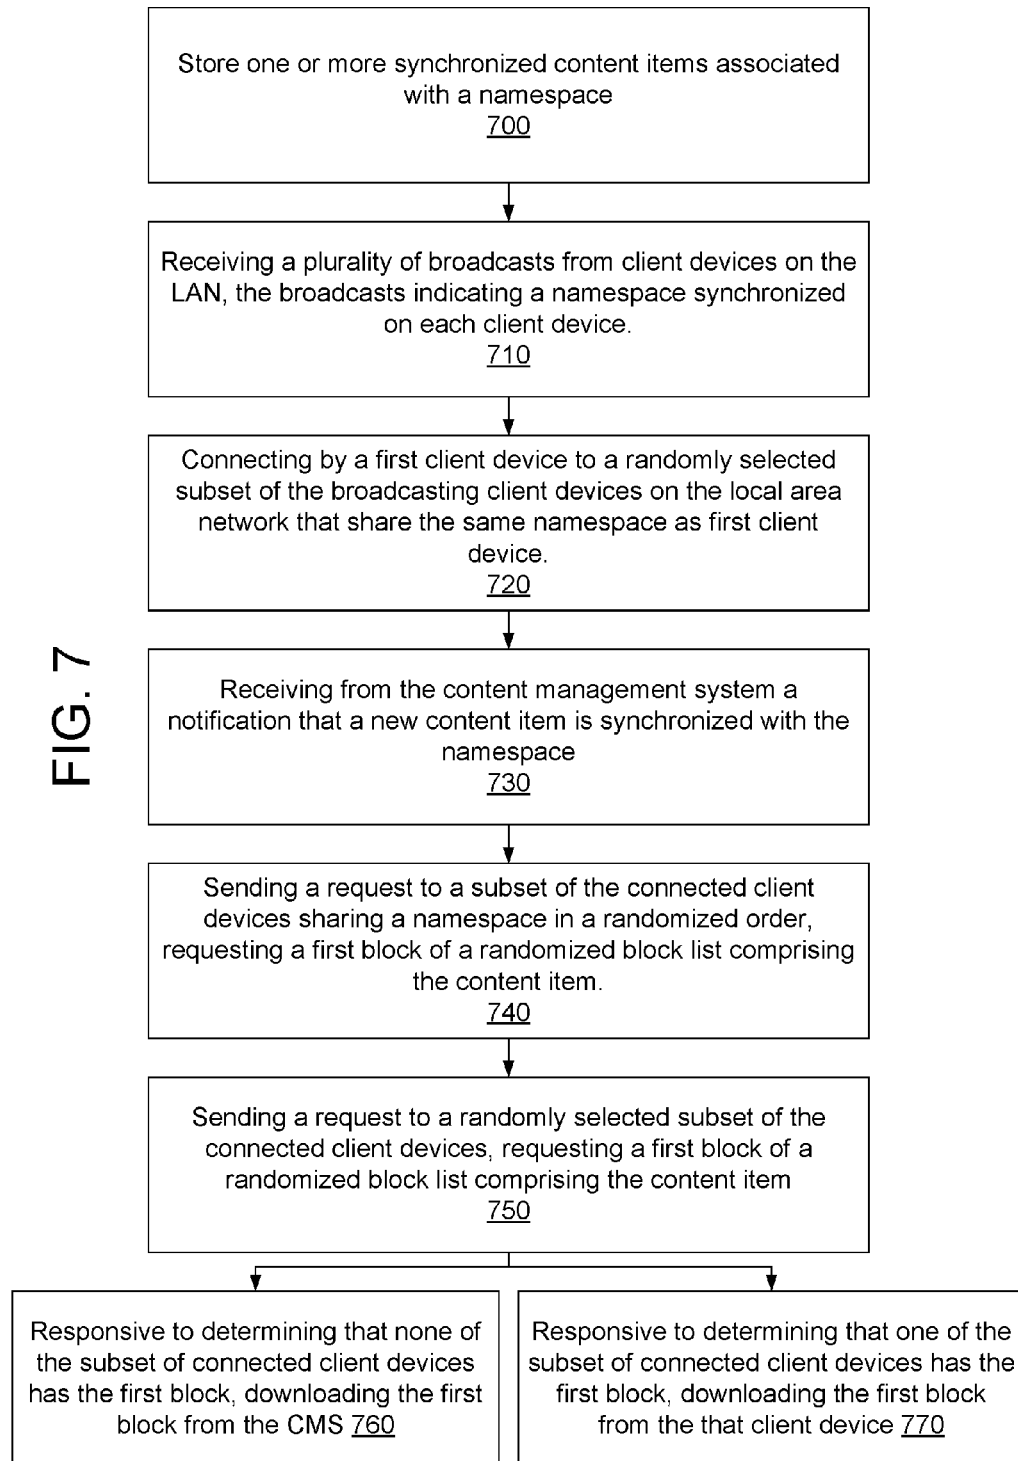 Store one or more synchronized content items associated
with a namespace
700
Receiving a plurality of broadcasts from client devices on the
LAN, the broadcasts indicating a namespace synchronized
on each client device.
710
Connecting by a first client device to a randomly selected
subset of the broadcasting client devices on the local area
network that share the same namespace as first client
device.
720
FIG. 7
Receiving from the content management system a
notification that a new content item is synchronized with the
namespace
730
Sending a request to a subset of the connected client
devices sharing a namespace in a randomized order,
requesting a first block of a randomized block list comprising
the content item.
740
Sending a request to a randomly selected subset of the
connected client devices, requesting a first block of a
randomized block list comprising the content item
750
Responsive to determining that none of
the subset of connected client devices
has the first block, downloading the first
block from the CMS 760
Responsive to determining that one of the
subset of connected client devices has the
first block, downloading the first block
from the that client device 770